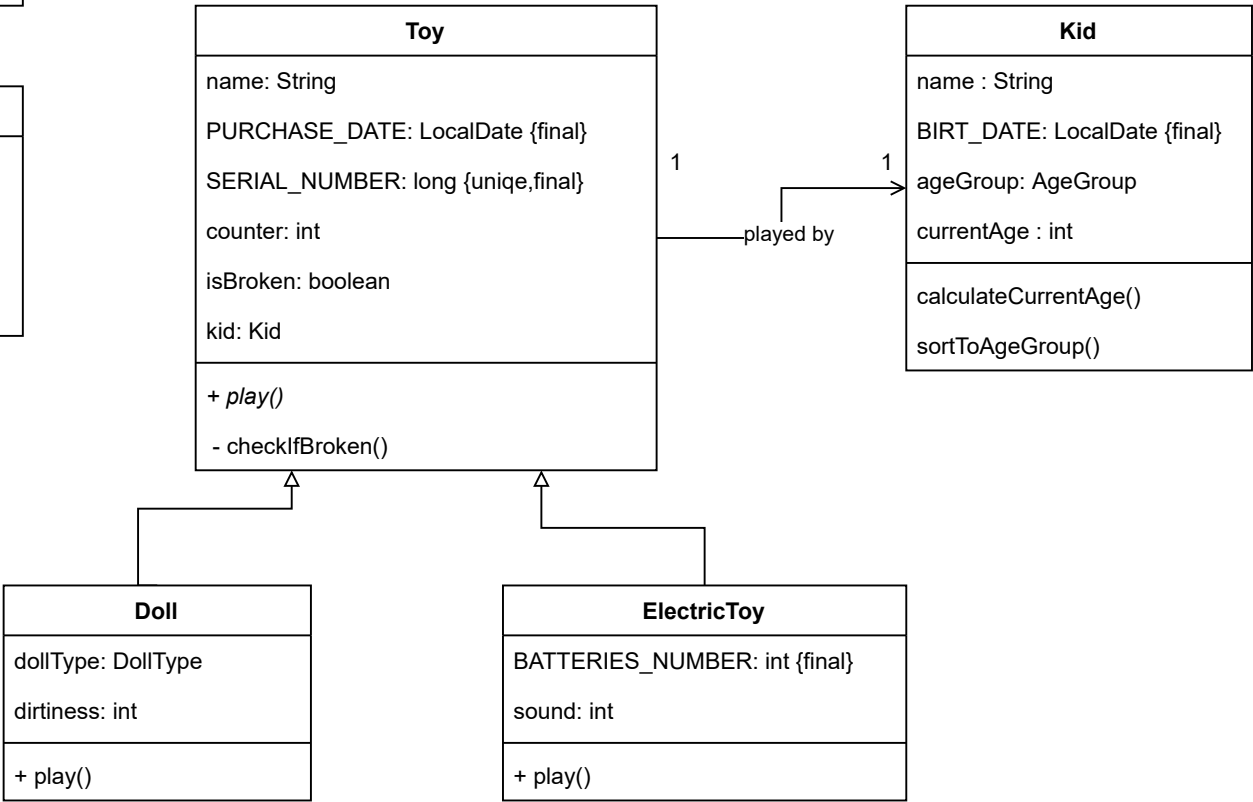 Toy
name: String
PURCHASE_DATE: LocalDate {final}
SERIAL_NUMBER: long {uniqe,final}
counter: int
isBroken: boolean
kid: Kid
+ play()
- checkIfBroken()
1
1
played by
Kid
name : String
BIRT_DATE: LocalDate {final}
ageGroup: AgeGroup
currentAge : int
calculateCurrentAge()
sortToAgeGroup()
Doll
dollType: DollType
dirtiness: int
+ play()
ElectricToy
BATTERIES_NUMBER: int {final}
sound: int
+ play()